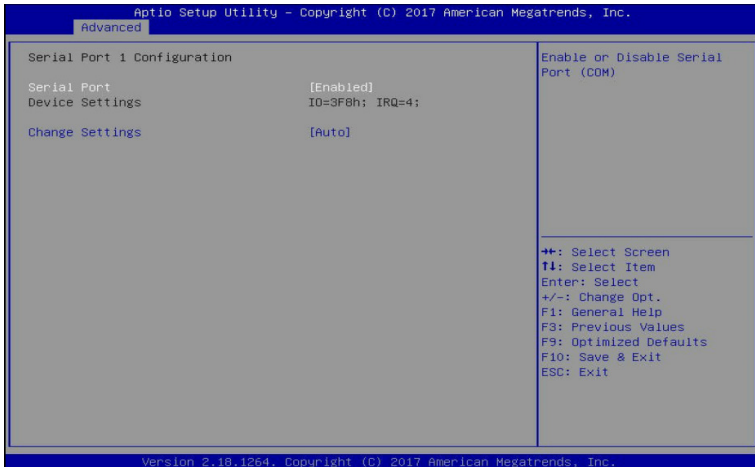 Aptio Setup Utility – Copyright (C) 2017 American Megatrends, Inc.
Advanced
Serial Port 1 Configuration
Serial Port [Enabled]
Device Settings IO=3F8h; IRQ=4;
Change Settings [Auto]
Enable or Disable Serial
Port (COM)
→←: Select Screen
↑↓: Select Item
Enter: Select
+/-: Change Opt.
F1: General Help
F3: Previous Values
F9: Optimized Defaults
F10: Save & Exit
ESC: Exit
Version 2.18.1264. Copyright (C) 2017 American Megatrends, Inc.